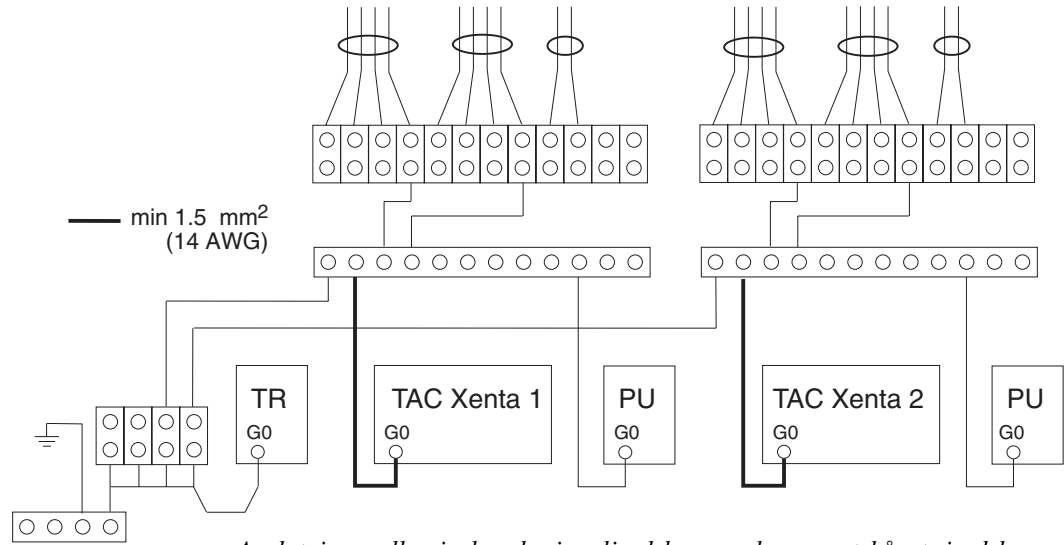 min 1.5 mm2
(14 AWG)
TR
G0
TAC Xenta 1
G0
PU
G0
TAC Xenta 2
G0
PU
G0